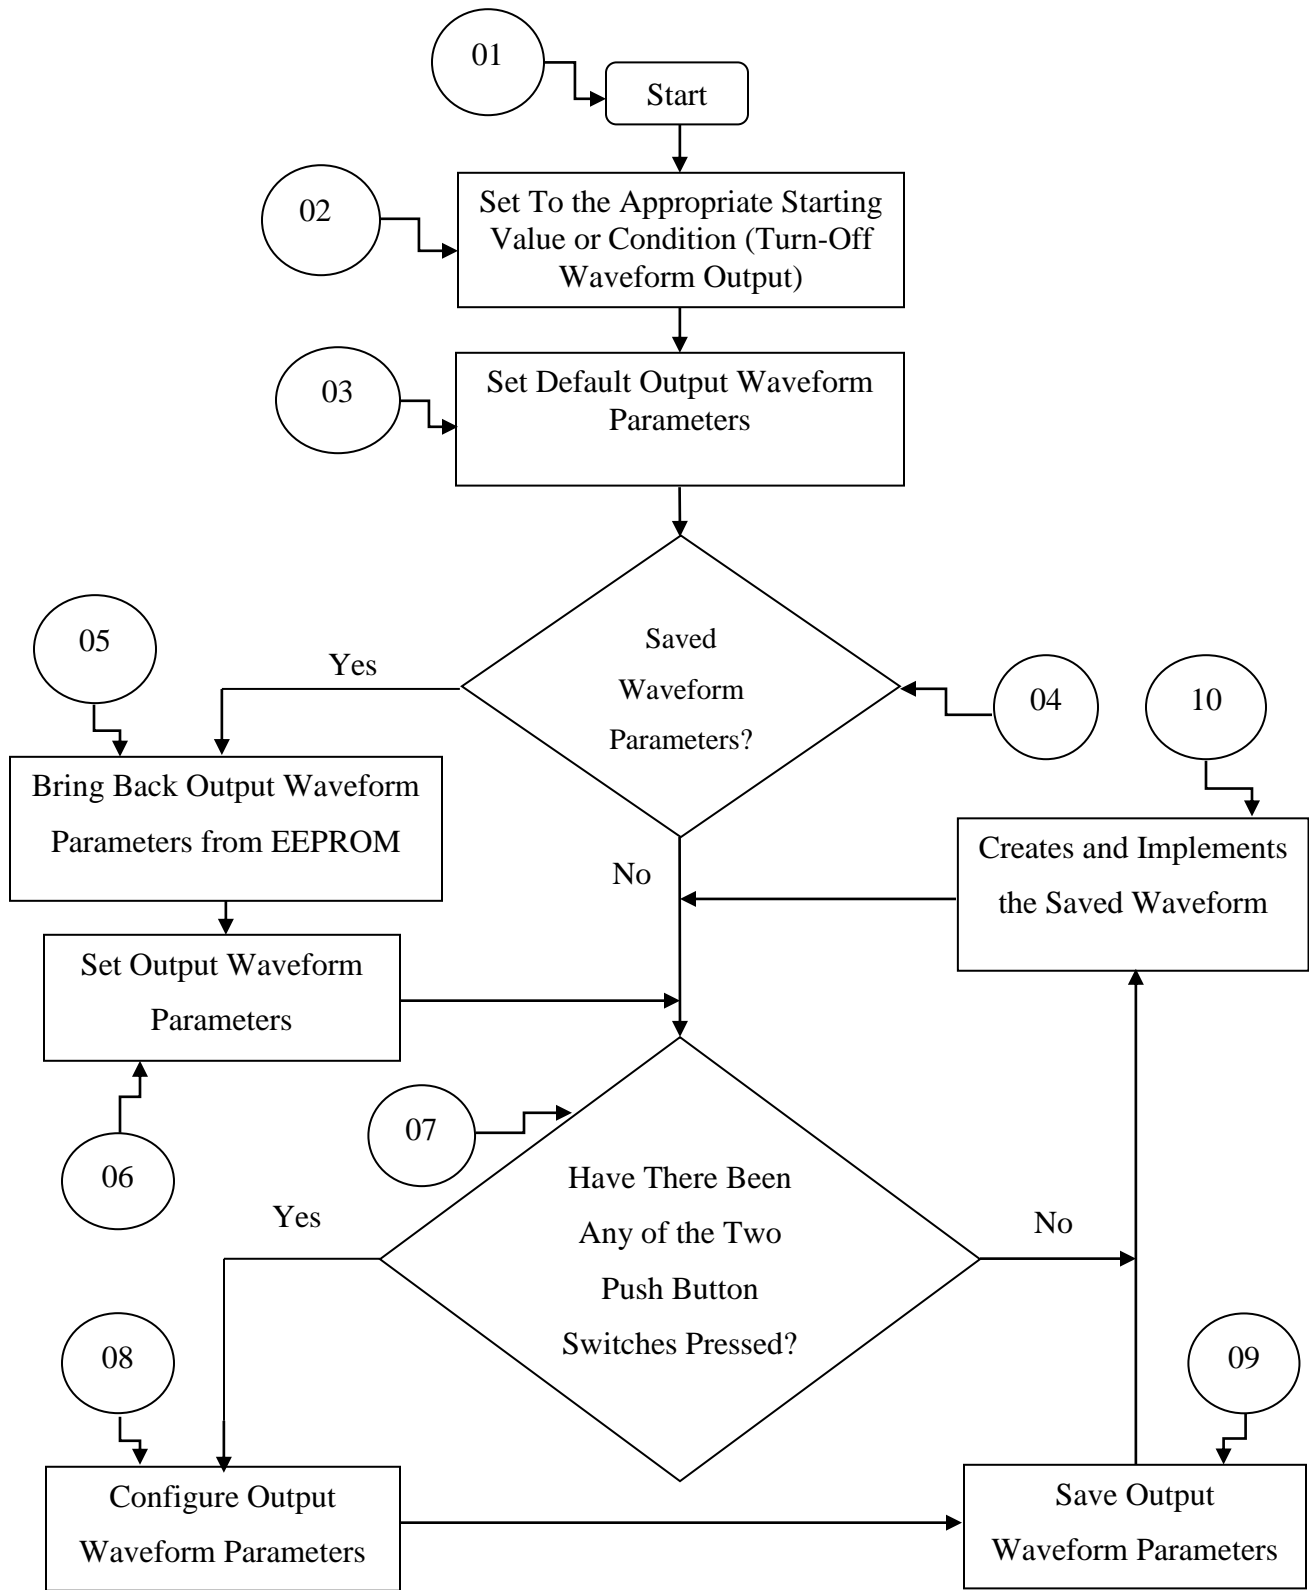 01
Start
02
Set To the Appropriate Starting
Value or Condition (Turn-Off
Waveform Output)
03
Set Default Output Waveform
Parameters
Saved
Waveform
Parameters?
04
Yes
No
05
Bring Back Output Waveform
Parameters from EEPROM
10
Creates and Implements
the Saved Waveform
Set Output Waveform
Parameters
06
07
Have There Been
Any of the Two
Push Button
Switches Pressed?
Yes
No
08
Configure Output
Waveform Parameters
09
Save Output
Waveform Parameters